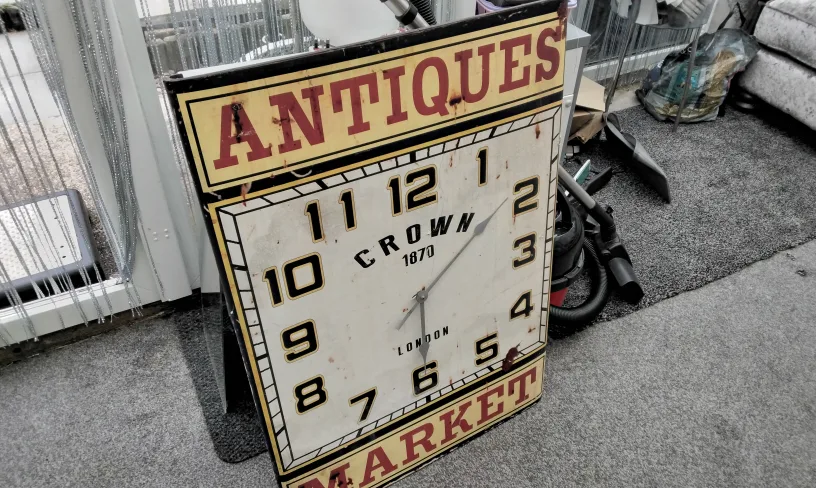 ANTIQUES
11 12 1
10 2
CROWN
1870
9 3
LONDON
8 4
7 6 5
MARKET